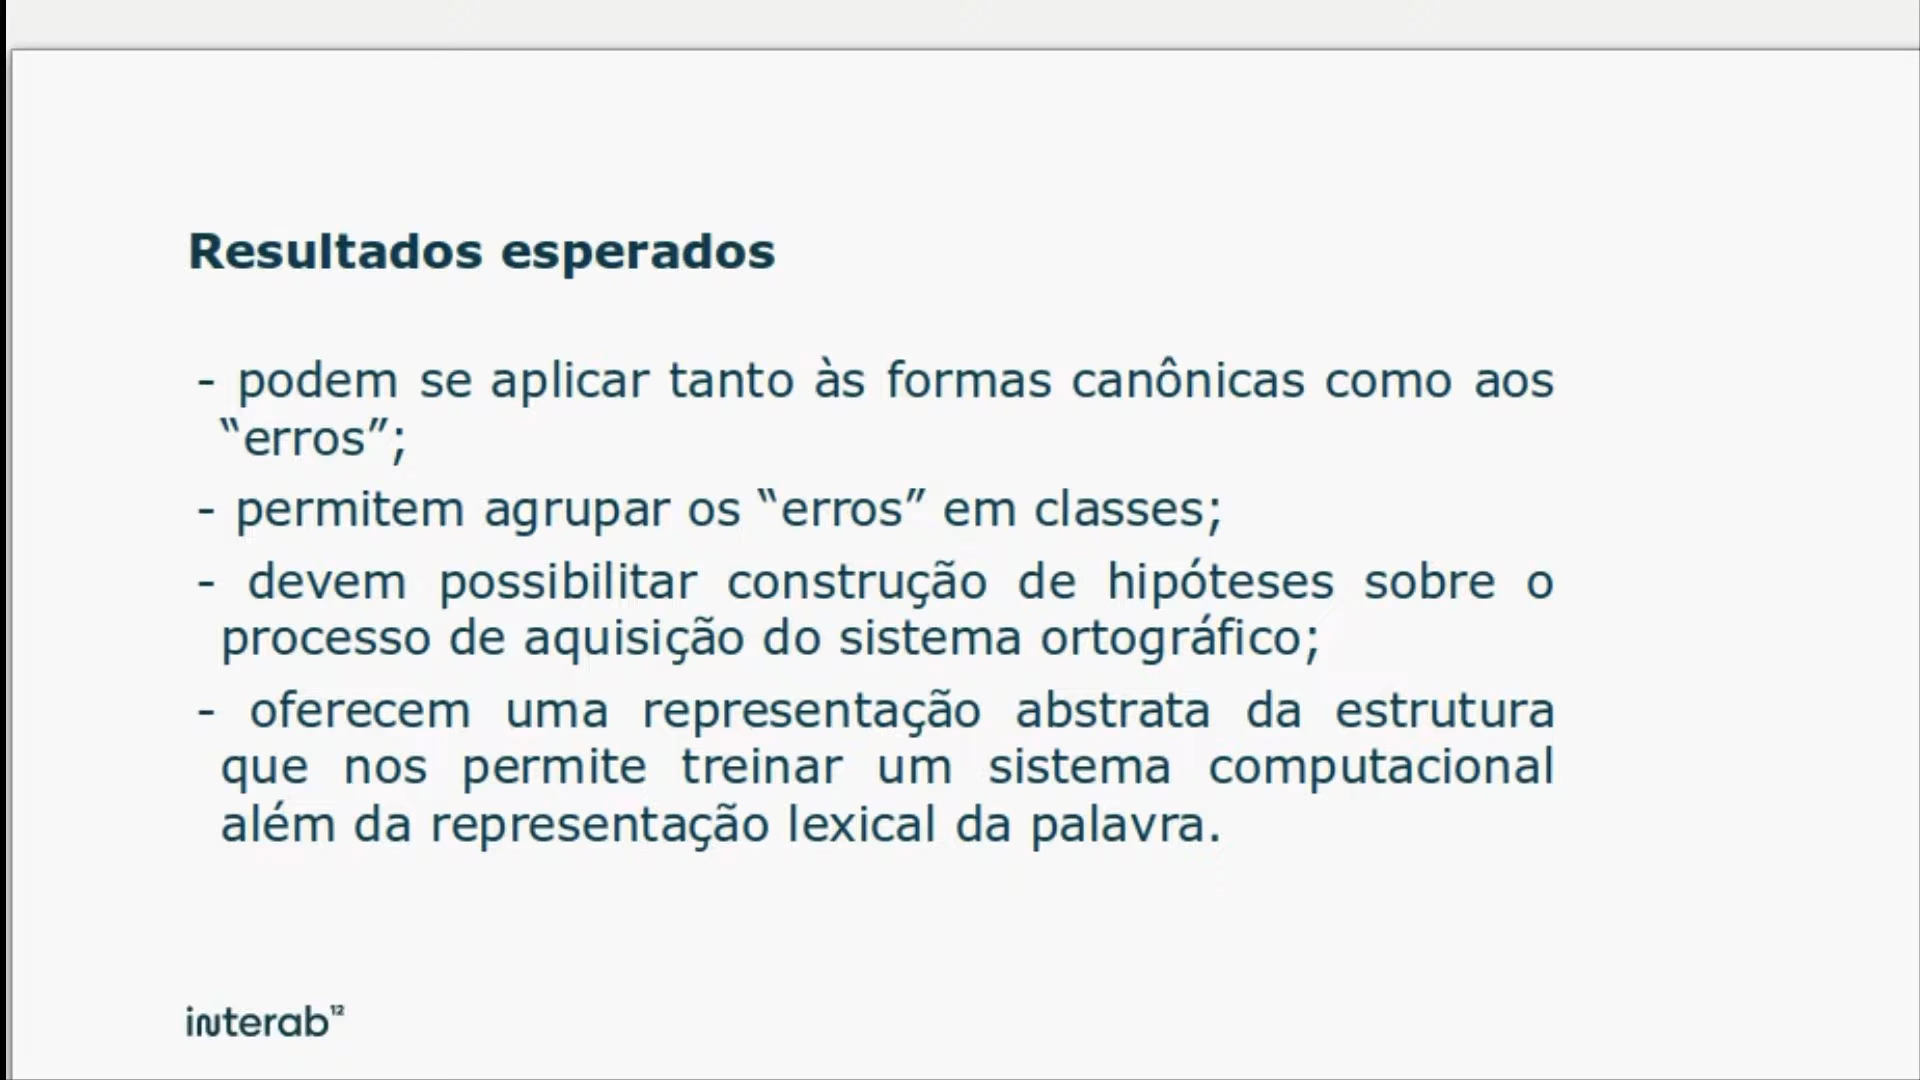 Resultados esperados
- podem se aplicar tanto às formas canônicas como aos
“erros”;
- permitem agrupar os “erros” em classes;
- devem possibilitar construção de hipóteses sobre o
processo de aquisição do sistema ortográfico;
- oferecem uma representação abstrata da estrutura
que nos permite treinar um sistema computacional
além da representação lexical da palavra.
interab¹²